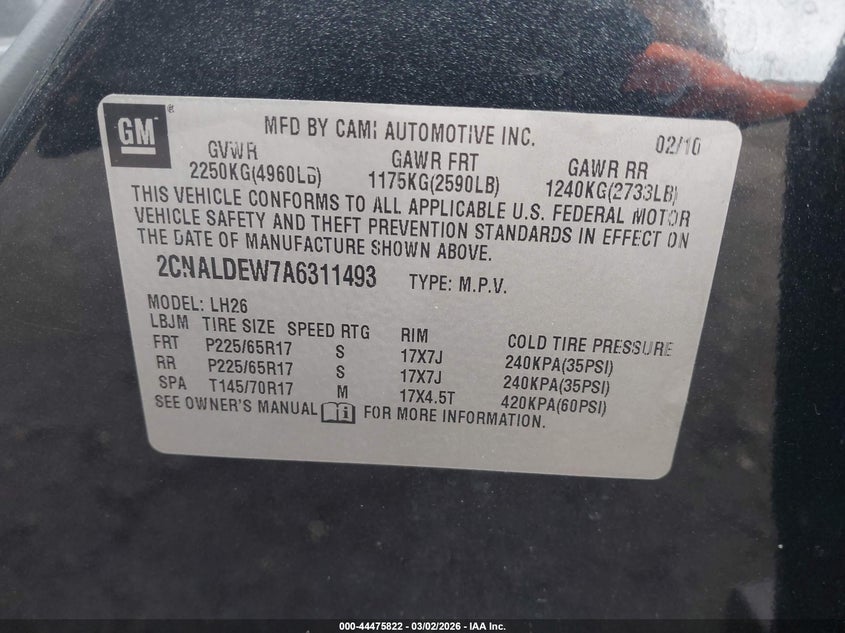 GM
MFD BY CAMI AUTOMOTIVE INC. 02/10
GVWR GAWR FRT GAWR RR
2250KG(4960LB) 1175KG(2590LB) 1240KG(2733LB)
THIS VEHICLE CONFORMS TO ALL APPLICABLE U.S. FEDERAL MOTOR
VEHICLE SAFETY AND THEFT PREVENTION STANDARDS IN EFFECT ON
THE DATE OF MANUFACTURE SHOWN ABOVE.
2CNALDEW7A6311493 TYPE: M.P.V.
MODEL: LH26
LBJM TIRE SIZE SPEED RTG RIM COLD TIRE PRESSURE
FRT P225/65R17 S 17X7J 240KPA(35PSI)
RR P225/65R17 S 17X7J 240KPA(35PSI)
SPA T145/70R17 M 17X4.5T 420KPA(60PSI)
SEE OWNER'S MANUAL FOR MORE INFORMATION.
000-44475822 - 03/02/2026 - IAA Inc.